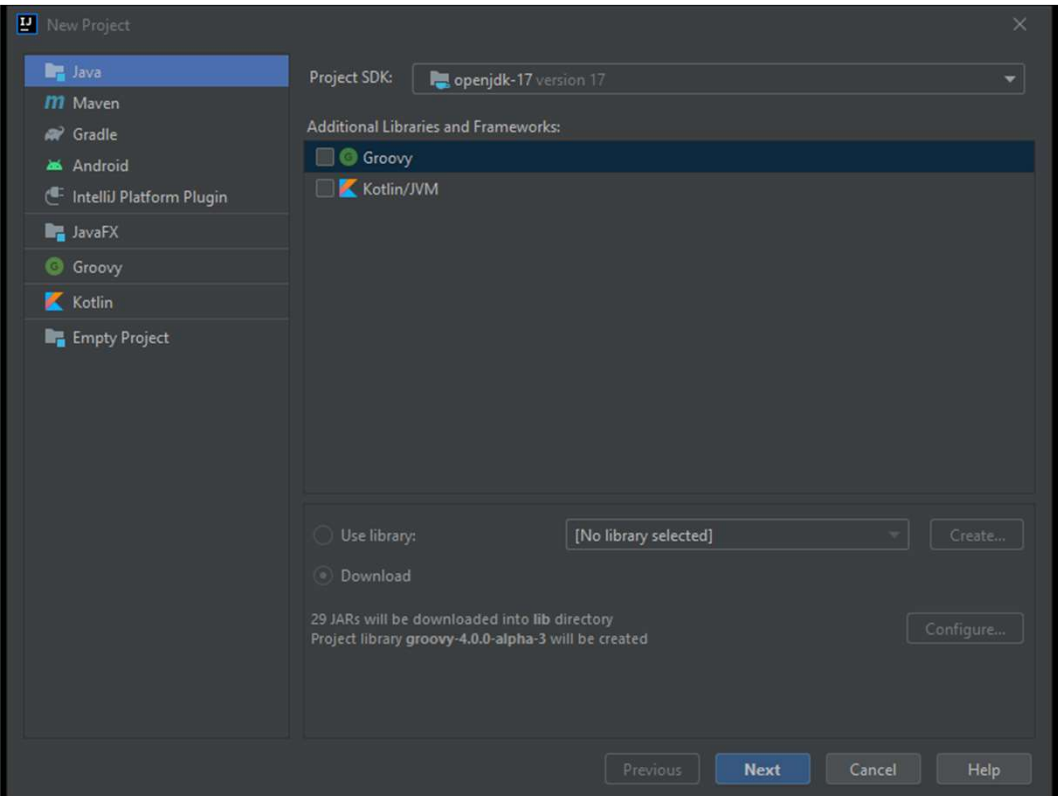 New Project
Java
Maven
Gradle
Android
IntelliJ Platform Plugin
JavaFX
Groovy
Kotlin
Empty Project
Project SDK: openjdk-17 version 17
Additional Libraries and Frameworks:
Groovy
Kotlin/JVM
Use library: [No library selected] Create...
Download
29 JARs will be downloaded into lib directory
Project library groovy-4.0.0-alpha-3 will be created
Configure...
Previous Next Cancel Help